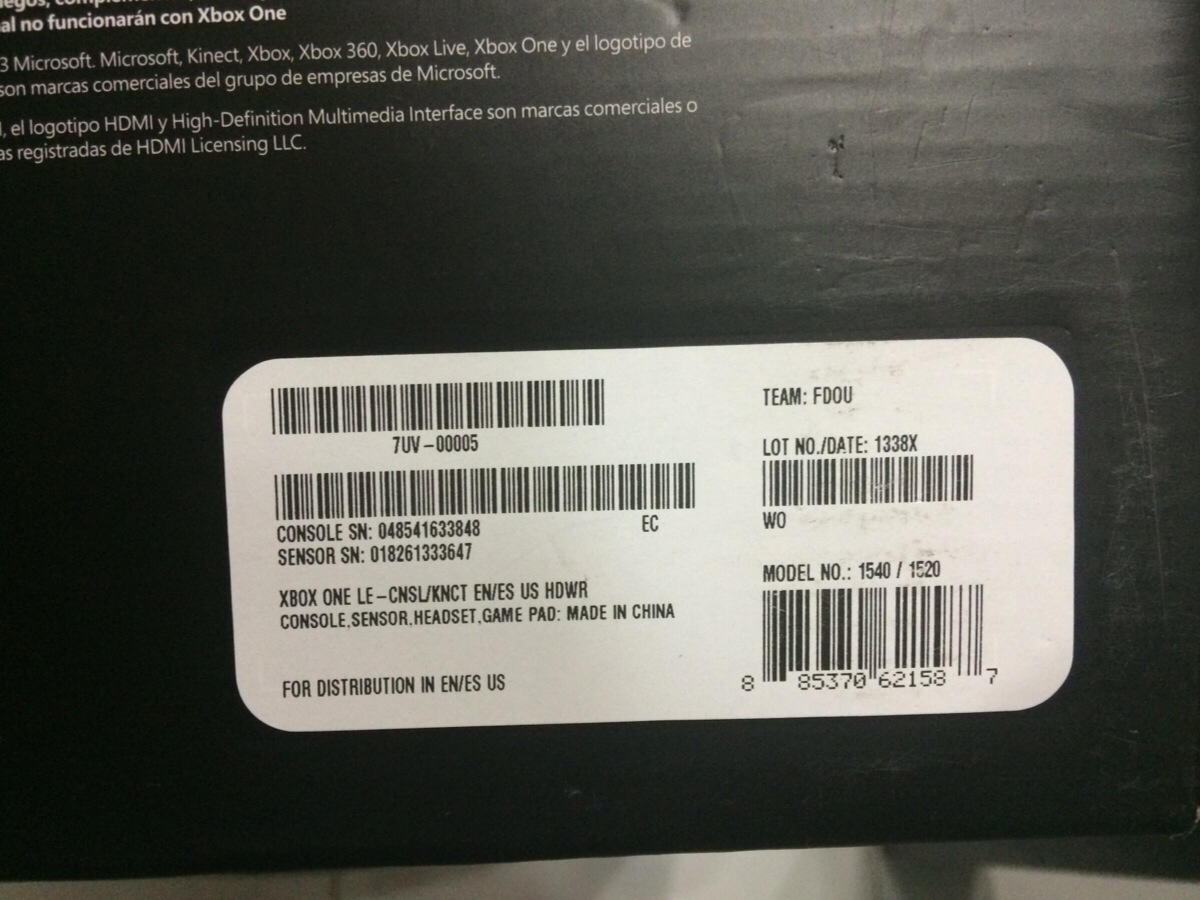 al no funcionarán con Xbox One
3 Microsoft. Microsoft, Kinect, Xbox, Xbox 360, Xbox Live, Xbox One y el logotipo de
son marcas comerciales del grupo de empresas de Microsoft.
, el logotipo HDMI y High-Definition Multimedia Interface son marcas comerciales o
as registradas de HDMI Licensing LLC.
7UV-00005
CONSOLE SN: 048541633848 EC
SENSOR SN: 018261333647
XBOX ONE LE-CNSL/KNCT EN/ES US HDWR
CONSOLE,SENSOR,HEADSET,GAME PAD: MADE IN CHINA
FOR DISTRIBUTION IN EN/ES US
TEAM: FDOU
LOT NO./DATE: 1338X
WO
MODEL NO.: 1540 / 1520
8 85370 62158 7